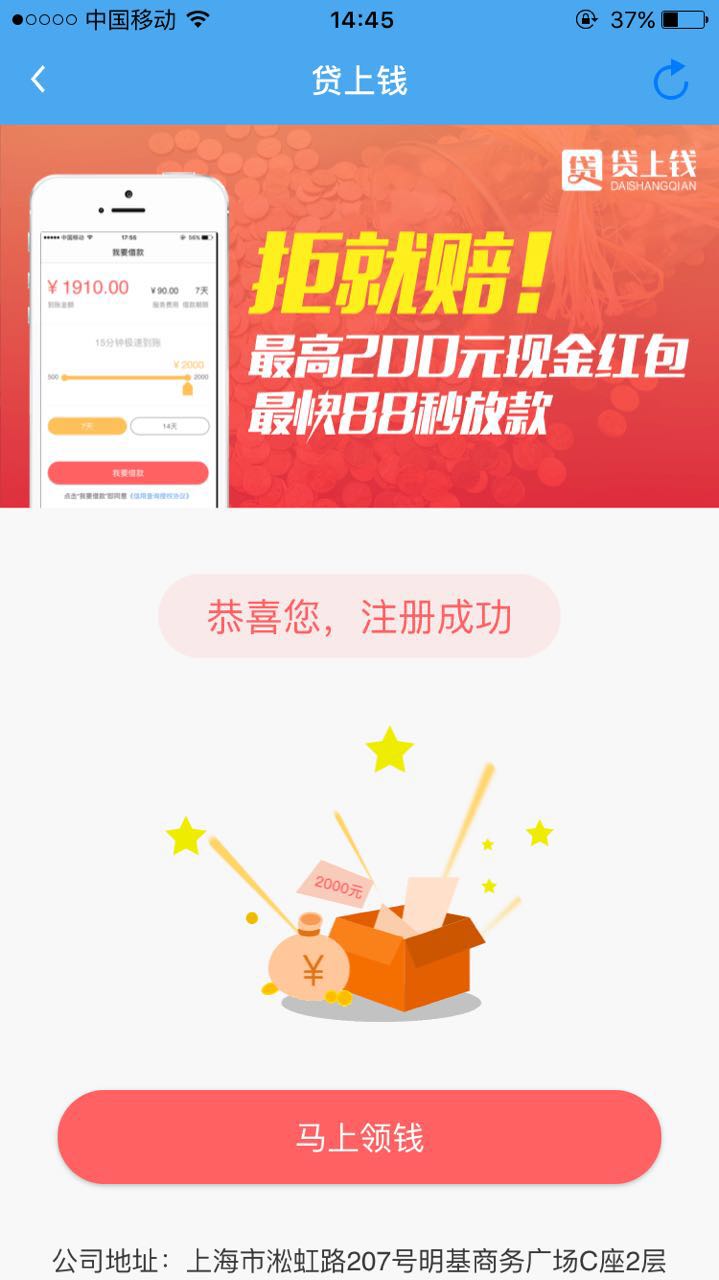 中国移动 14:45 37%
贷上钱
贷 贷上钱
DAISHANGQIAN
中国移动 17:55 56%
我要借款
¥ 1910.00 ¥ 90.00 7天
到账金额 服务费用 借款期限
15分钟极速到账
¥ 2000
500 2000
7天 14天
我要借款
点击“我要借款”即同意《信用查询授权协议》
拒就赔！
最高200元现金红包
最快88秒放款
恭喜您，注册成功
2000元
¥
马上领钱
公司地址：上海市淞虹路207号明基商务广场C座2层